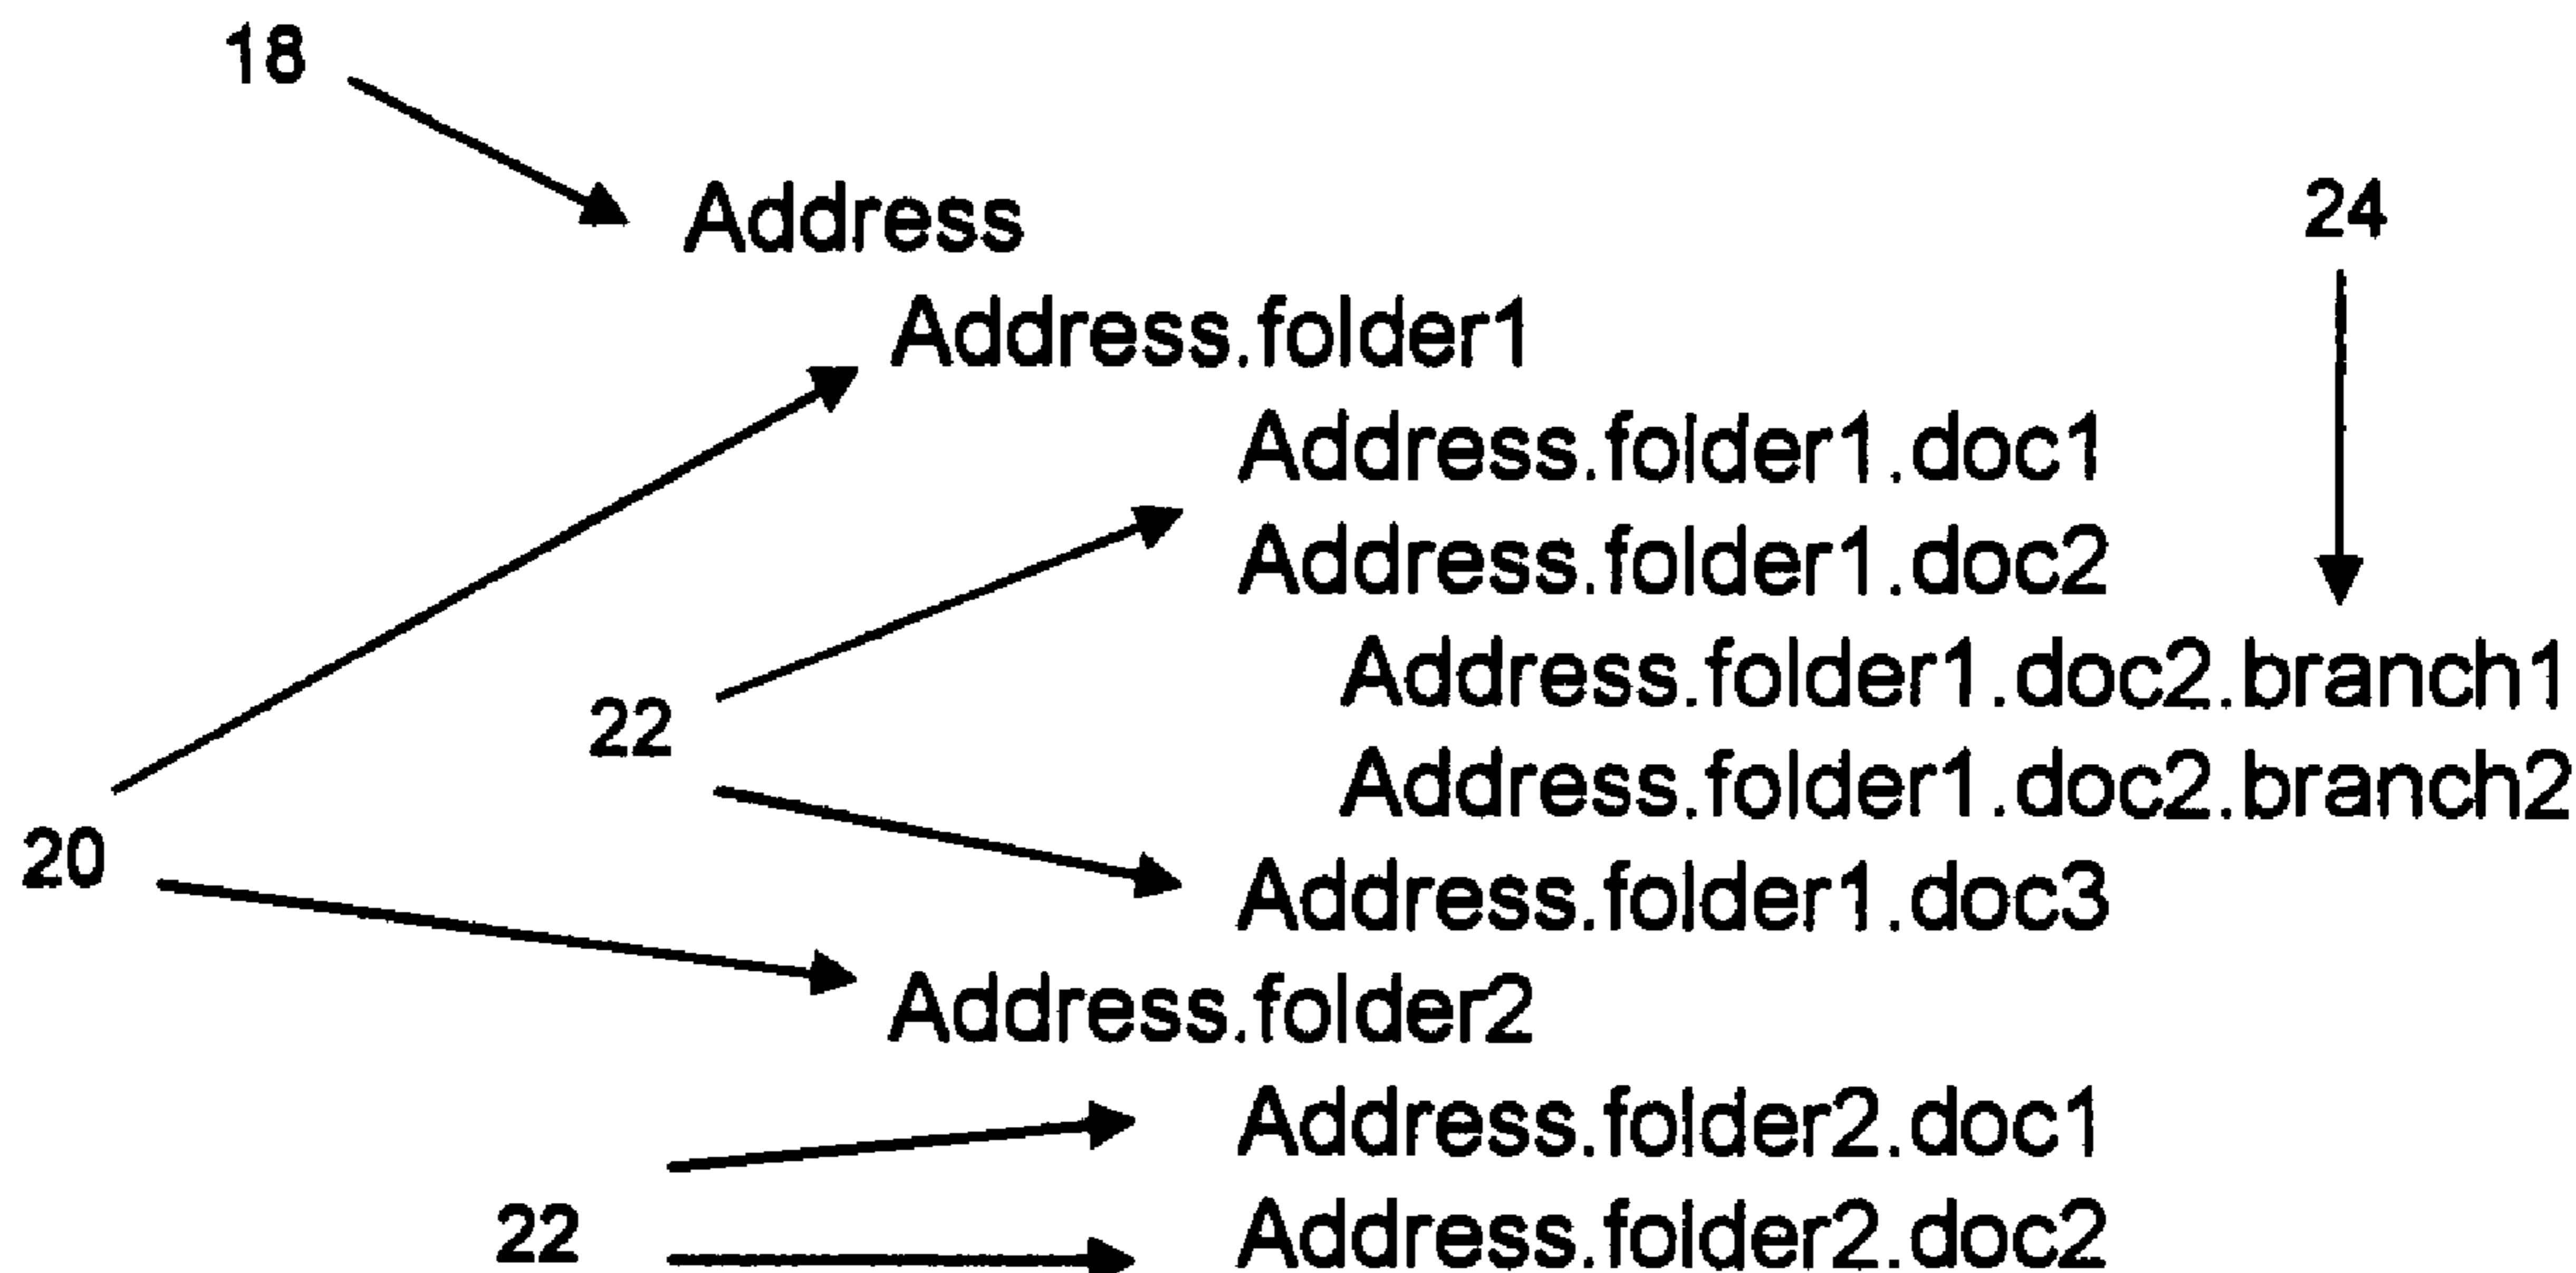 18
Address
24
Address.folder1
Address.folder1.doc1
Address.folder1.doc2
Address.folder1.doc2.branch1
22
Address.folder1.doc2.branch2
20
Address.folder1.doc3
Address.folder2
Address.folder2.doc1
22
Address.folder2.doc2